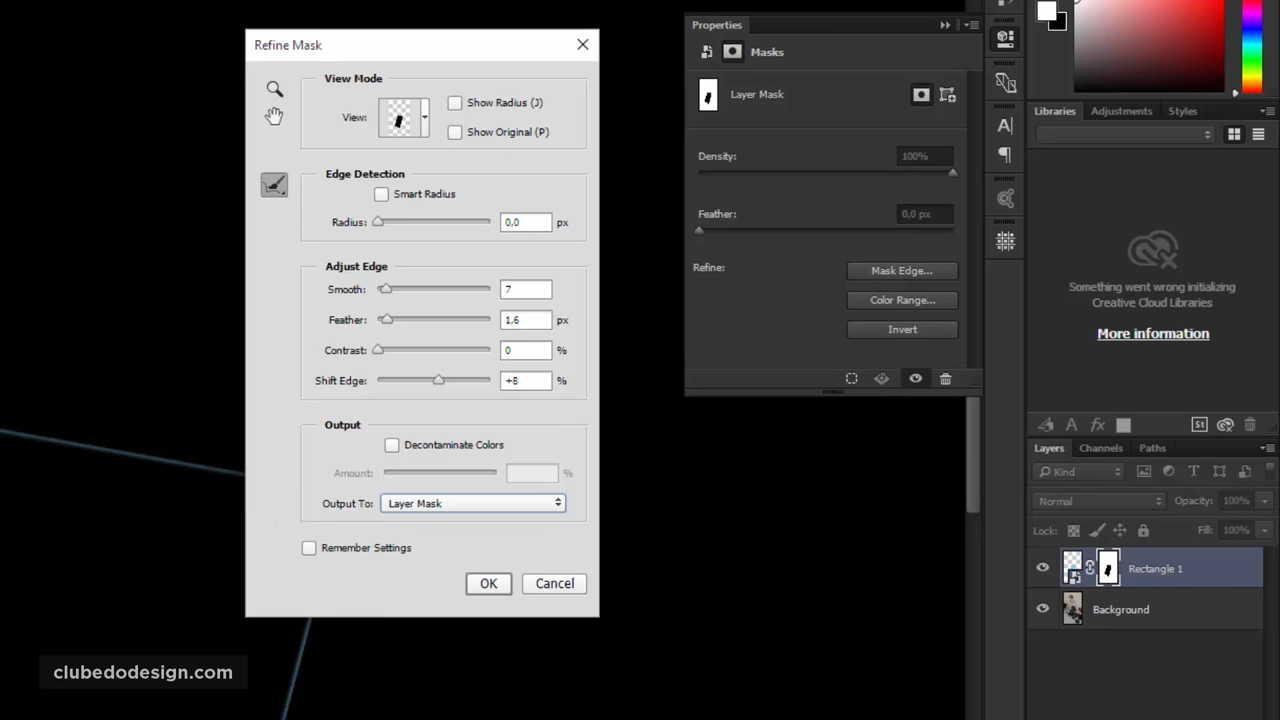 Refine Mask
View Mode
View:
Show Radius (J)
Show Original (P)
Edge Detection
Smart Radius
Radius: 0,0 px
Adjust Edge
Smooth: 7
Feather: 1,6 px
Contrast: 0 %
Shift Edge: +8 %
Output
Decontaminate Colors
Amount: %
Output To: Layer Mask
Remember Settings
OK Cancel
clubedodesign.com
Properties
Masks
Layer Mask
Density: 100%
Feather: 0,0 px
Refine: Mask Edge...
Color Range...
Invert
Libraries Adjustments Styles
Something went wrong initializing
Creative Cloud Libraries
More information
Layers Channels Paths
Kind
Normal Opacity: 100%
Lock: Fill: 100%
Rectangle 1
Background